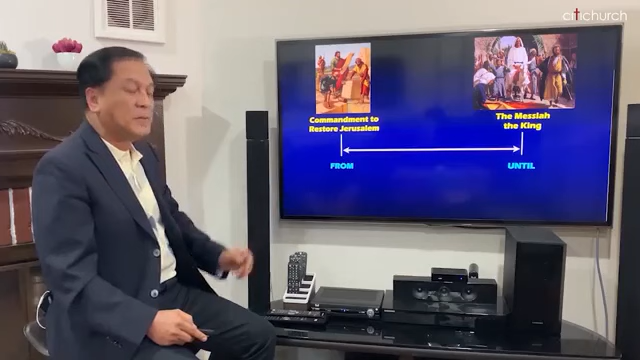 citichurch
Commandment to
Restore Jerusalem
The Messiah
the King
FROM
UNTIL